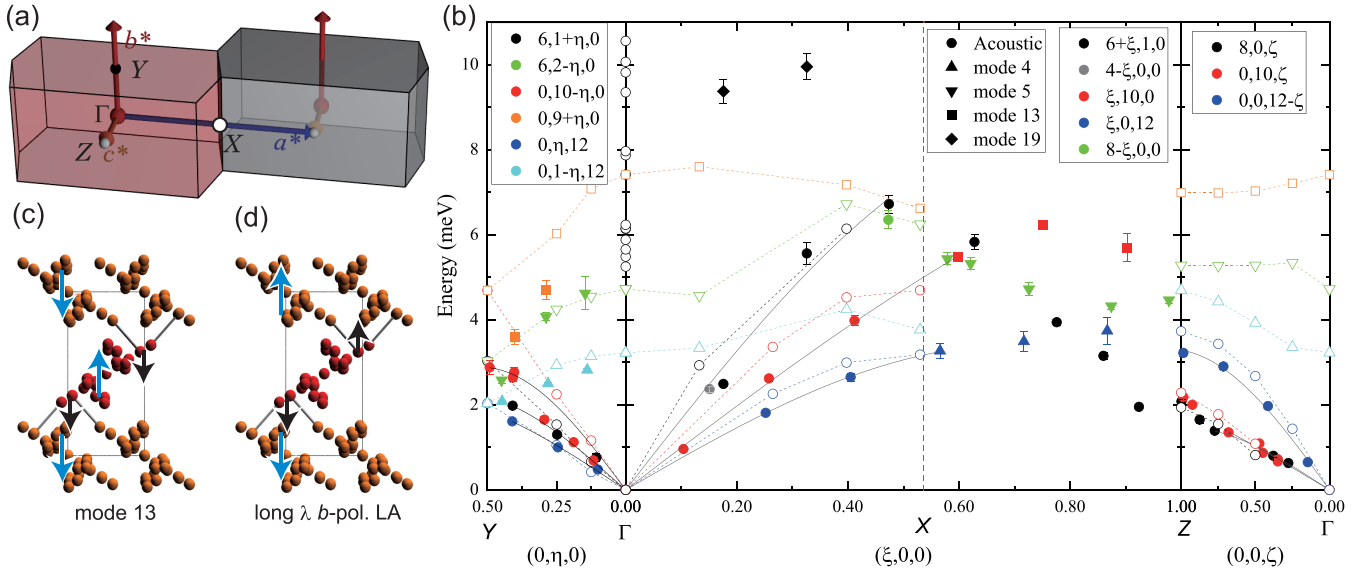 (a)
b*
Y
Γ
X
a*
Z
c*
(c)
(d)
mode 13
long λ b-pol. LA
(b)
Energy (meV)
10
8
6
4
2
0
6,1+η,0
6,2-η,0
0,10-η,0
0,9+η,0
0,η,12
0,1-η,12
Acoustic
mode 4
mode 5
mode 13
mode 19
6+ξ,1,0
4-ξ,0,0
ξ,10,0
ξ,0,12
8-ξ,0,0
8,0,ζ
0,10,ζ
0,0,12-ζ
0.50
0.25
0.00
0.20
0.40
0.60
0.80
1.00
0.50
0.00
Y
Γ
X
Z
Γ
(0,η,0)
(ξ,0,0)
(0,0,ζ)